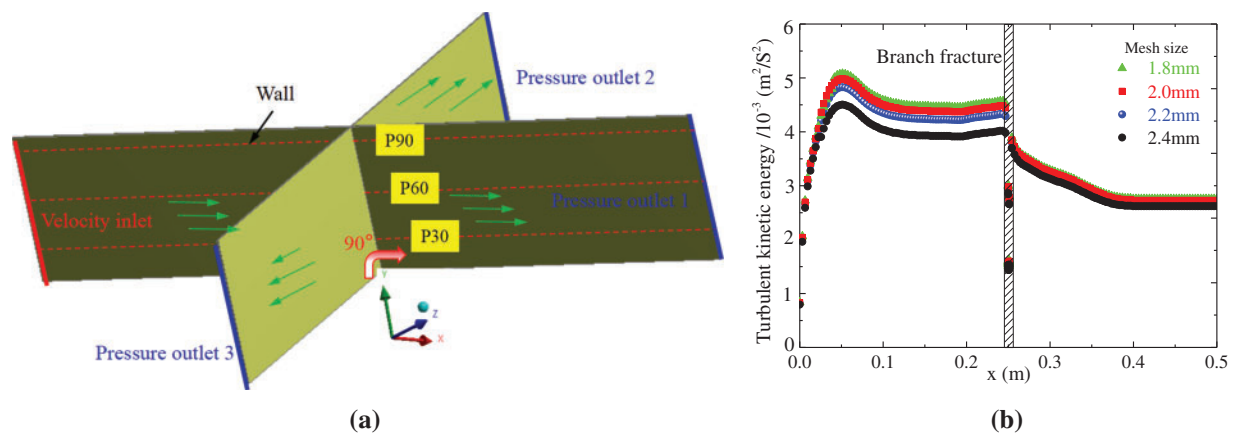 Wall
Pressure outlet 2
P90
P60
Velocity inlet
Pressure outlet 1
P30
90°
Y
Z
X
Pressure outlet 3
(a)
Turbulent kinetic energy /10⁻³ (m²/S²)
6
5
4
3
2
1
0
Branch fracture
Mesh size
1.8mm
2.0mm
2.2mm
2.4mm
0.0 0.1 0.2 0.3 0.4 0.5
x (m)
(b)